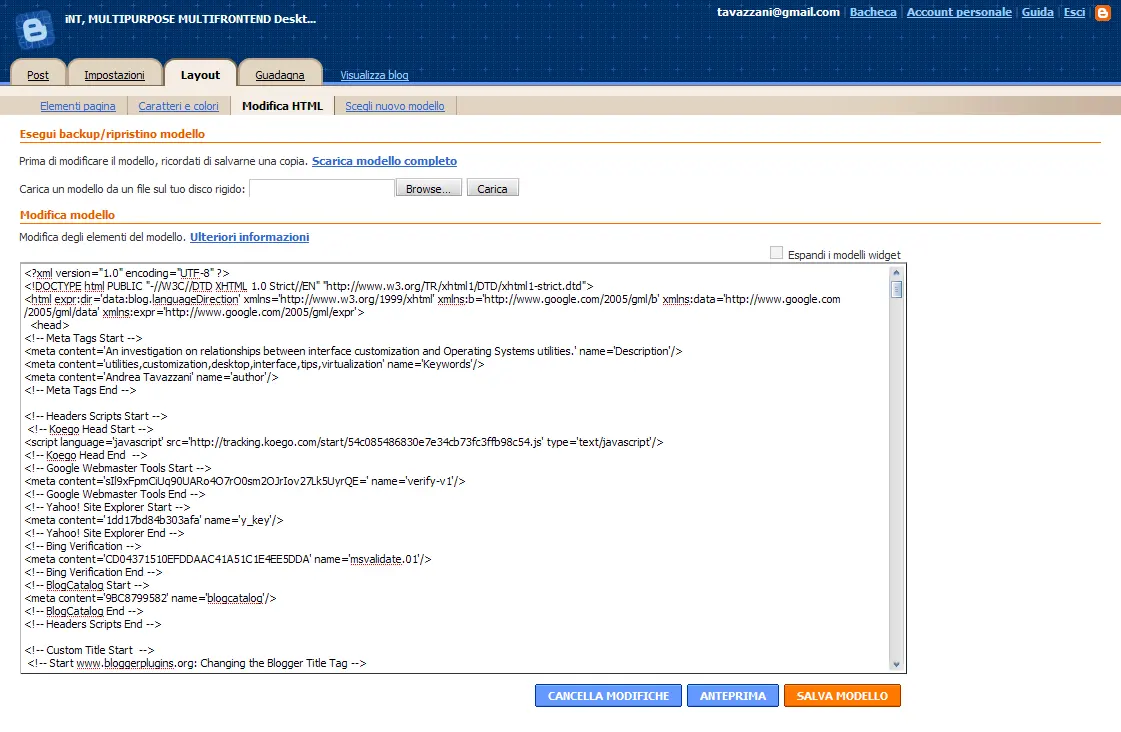 iNT, MULTIPURPOSE MULTIFRONTEND Deskt...
tavazzani@gmail.com | Bacheca | Account personale | Guida | Esci
Post Impostazioni Layout Guadagna Visualizza blog
Elementi pagina Caratteri e colori Modifica HTML Scegli nuovo modello
Esegui backup/ripristino modello
Prima di modificare il modello, ricordati di salvarne una copia. Scarica modello completo
Carica un modello da un file sul tuo disco rigido: Browse... Carica
Modifica modello
Modifica degli elementi del modello. Ulteriori informazioni
Espandi i modelli widget
<?xml version="1.0" encoding="UTF-8" ?>
<!DOCTYPE html PUBLIC "-//W3C//DTD XHTML 1.0 Strict//EN" "http://www.w3.org/TR/xhtml1/DTD/xhtml1-strict.dtd">
<html expr:dir='data:blog.languageDirection' xmlns='http://www.w3.org/1999/xhtml' xmlns:b='http://www.google.com/2005/gml/b' xmlns:data='http://www.google.com
/2005/gml/data' xmlns:expr='http://www.google.com/2005/gml/expr'>
<head>
<!-- Meta Tags Start -->
<meta content='An investigation on relationships between interface customization and Operating Systems utilities.' name='Description'/>
<meta content='utilities,customization,desktop,interface,tips,virtualization' name='Keywords'/>
<meta content='Andrea Tavazzani' name='author'/>
<!-- Meta Tags End -->
<!-- Headers Scripts Start -->
<!-- Koego Head Start -->
<script language='javascript' src='http://tracking.koego.com/start/54c085486830e7e34cb73fc3ffb98c54.js' type='text/javascript'/>
<!-- Koego Head End -->
<!-- Google Webmaster Tools Start -->
<meta content='sIl9xFpmCiUq90UARo4O7rO0sm2OJrIov27Lk5UyrQE=' name='verify-v1'/>
<!-- Google Webmaster Tools End -->
<!-- Yahoo! Site Explorer Start -->
<meta content='1dd17bd84b303afa' name='y_key'/>
<!-- Yahoo! Site Explorer End -->
<!-- Bing Verification -->
<meta content='CD04371510EFDDAAC41A51C1E4EE5DDA' name='msvalidate.01'/>
<!-- Bing Verification End -->
<!-- BlogCatalog Start -->
<meta content='9BC8799582' name='blogcatalog'/>
<!-- BlogCatalog End -->
<!-- Headers Scripts End -->
<!-- Custom Title Start -->
<!-- Start www.bloggerplugins.org: Changing the Blogger Title Tag -->
CANCELLA MODIFICHE ANTEPRIMA SALVA MODELLO